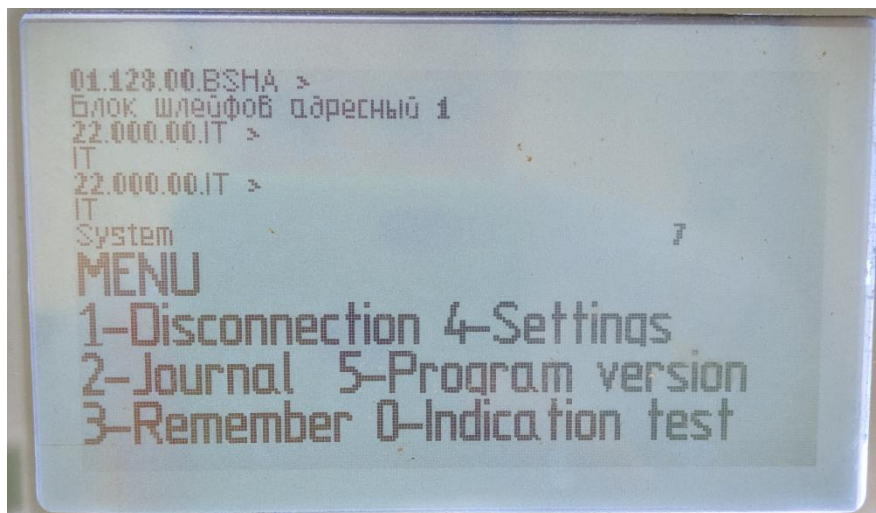 01.128.00.BSHA >
Блок шлейфов адресный 1
22.000.00.IT >
IT
22.000.00.IT >
IT
System 7
MENU
1-Disconnection 4-Settings
2-Journal 5-Program version
3-Remember 0-Indication test